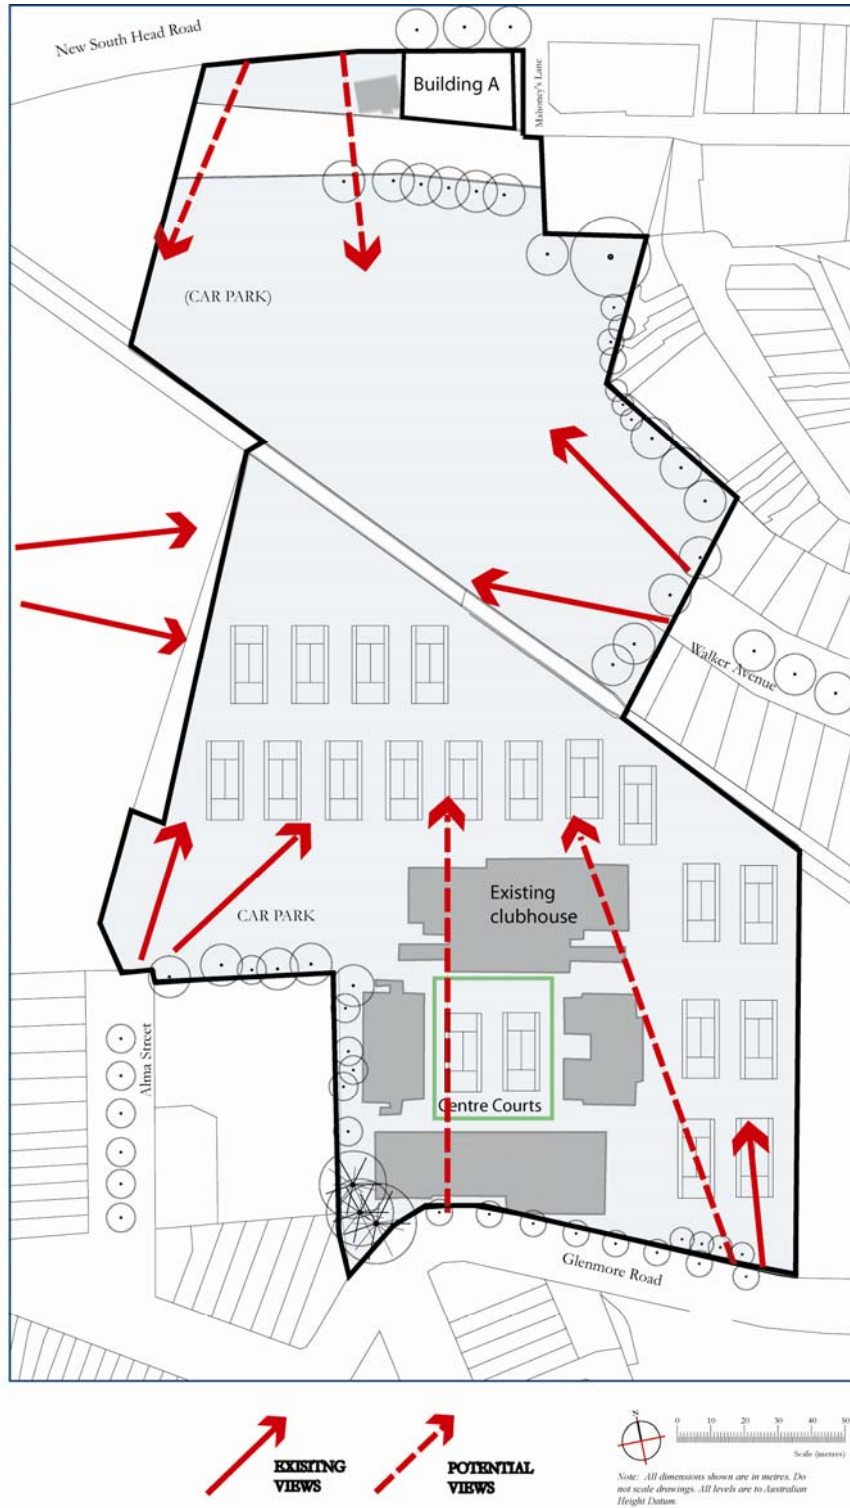 New South Head Road
Building A
Mahoney's Lane
(CAR PARK)
Walker Avenue
Existing
clubhouse
CAR PARK
Alma Street
Centre Courts
Glenmore Road
EXISITNG
VIEWS
POTENTIAL
VIEWS
N
0 10 20 30 40 50
Scale (metres)
Note: All dimensions shown are in metres. Do
not scale drawings. All levels are to Australian
Height Datum.